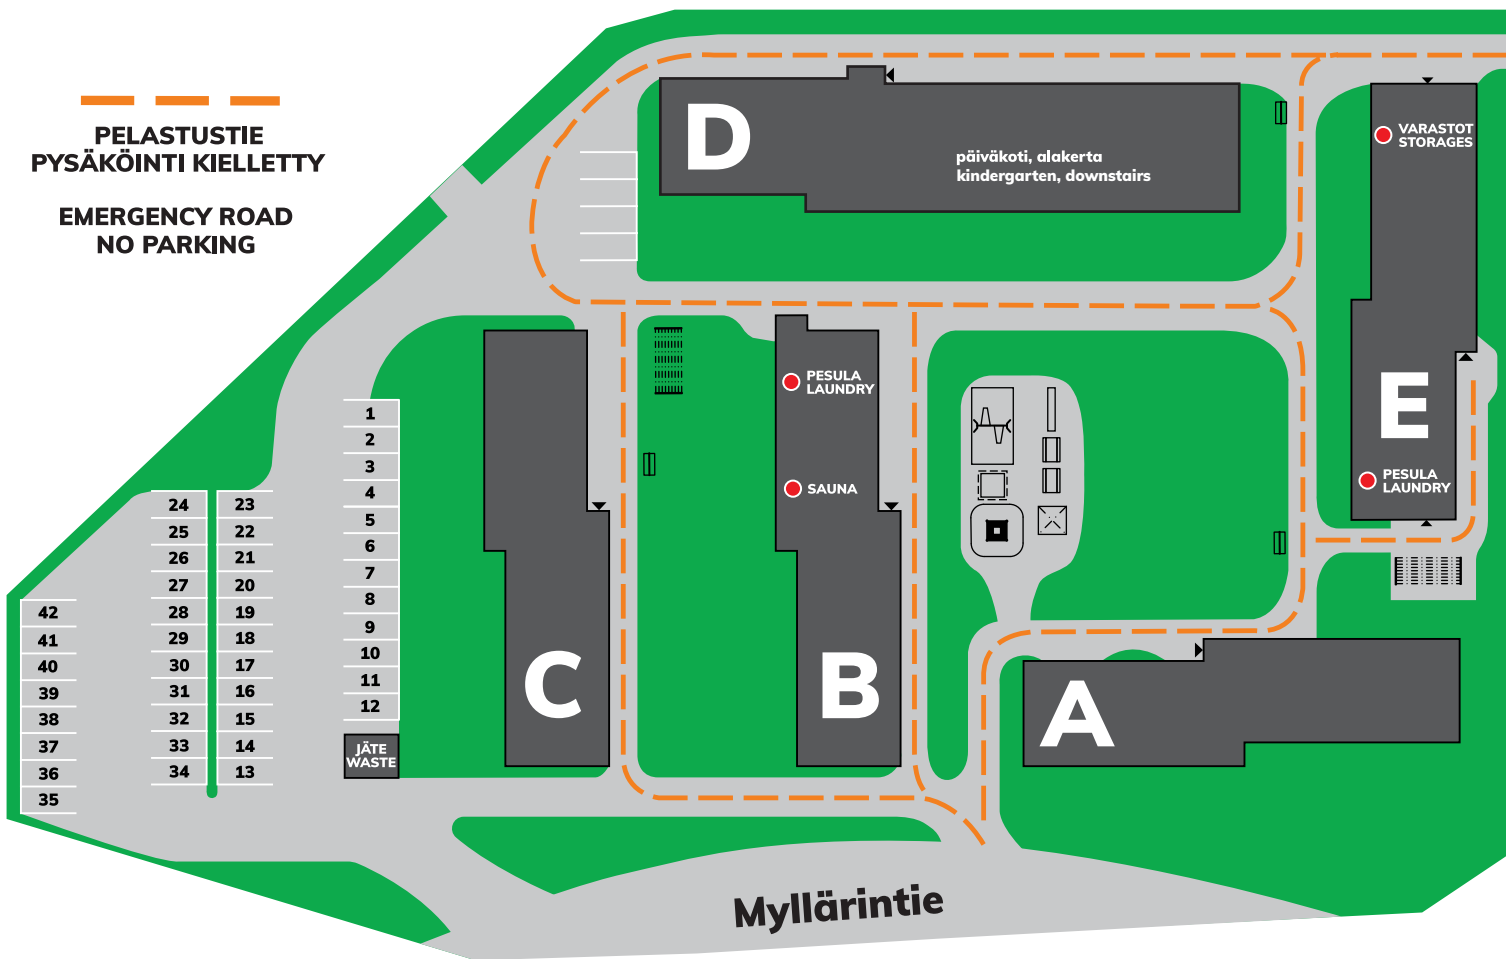 PELASTUSTIE
PYSÄKÖINTI KIELLETTY
EMERGENCY ROAD
NO PARKING
D
päiväkoti, alakerta
kindergarten, downstairs
VARASTOT
STORAGES
E
PESULA
LAUNDRY
PESULA
LAUNDRY
SAUNA
B
C
A
1
2
3
4
5
6
7
8
9
10
11
12
JÄTE
WASTE
24
25
26
27
28
29
30
31
32
33
34
23
22
21
20
19
18
17
16
15
14
13
42
41
40
39
38
37
36
35
Myllärintie